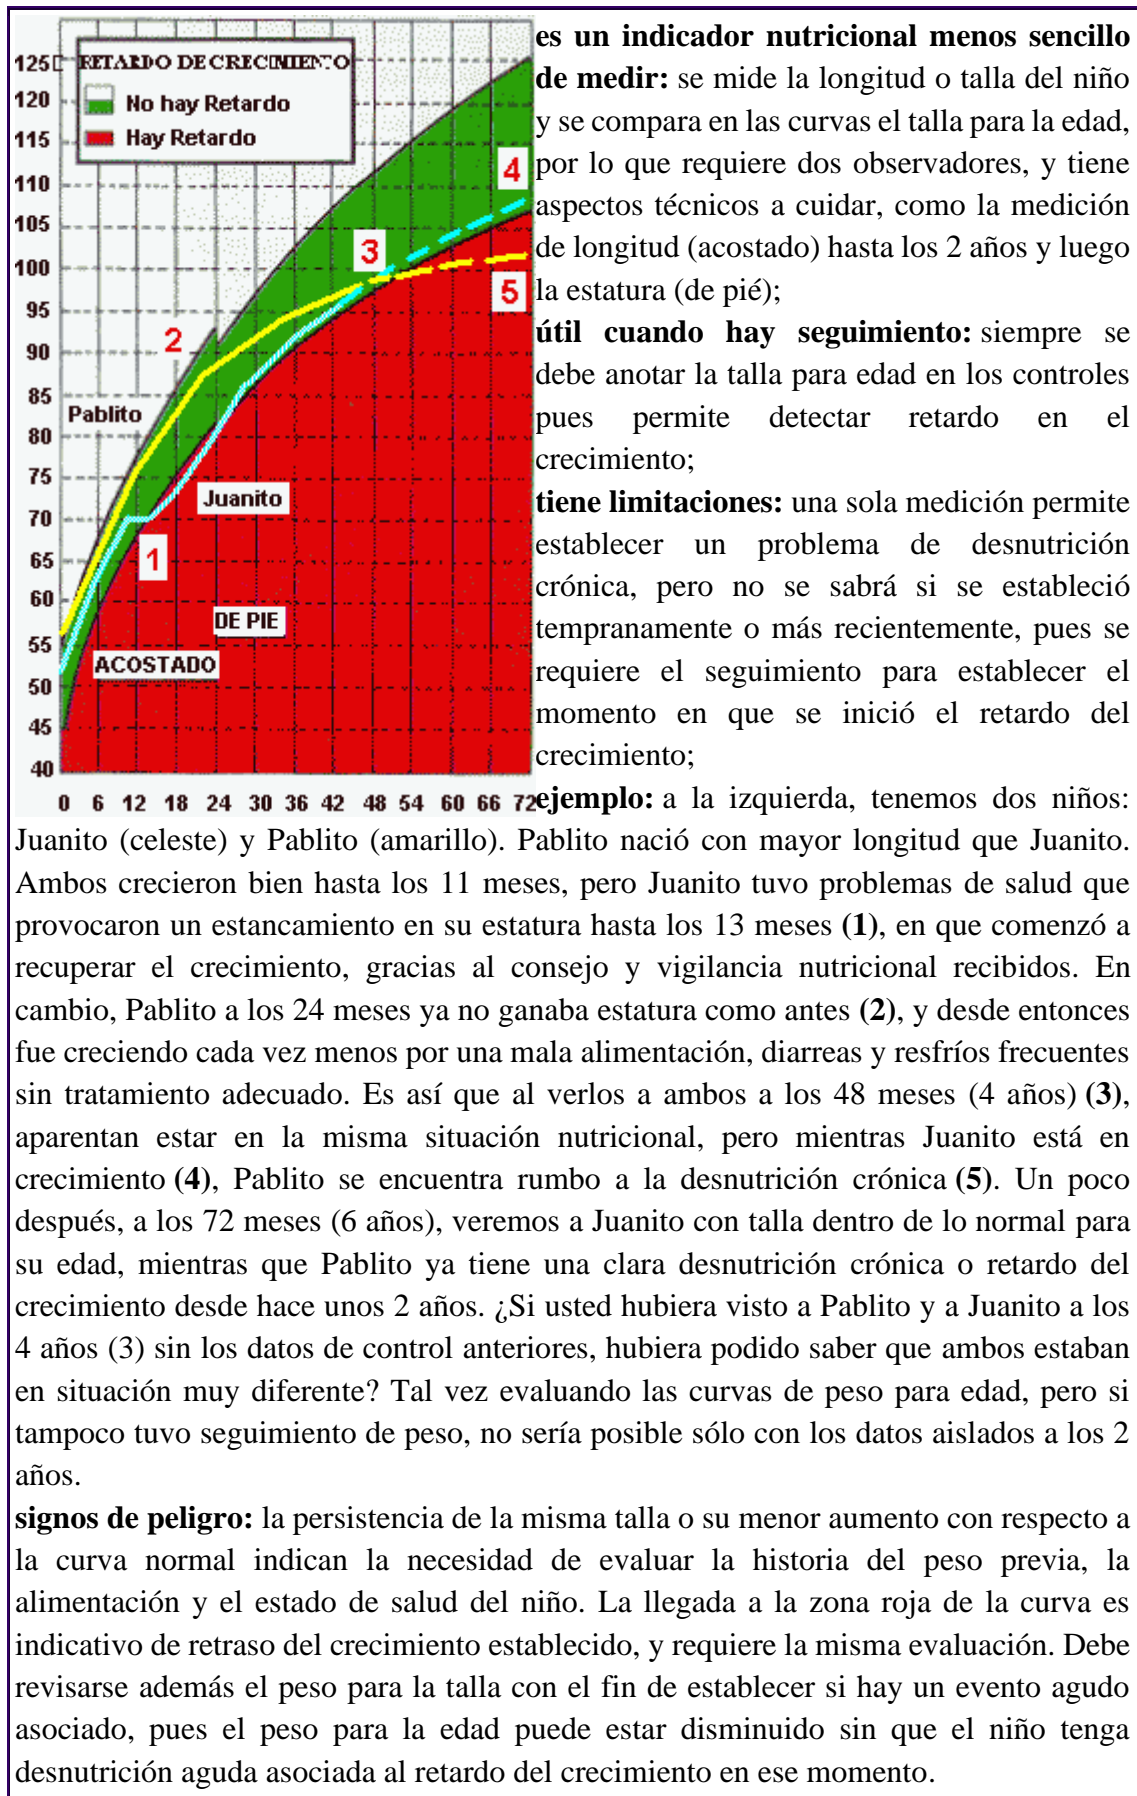 RETARDO DE CRECIMIENTO
No hay Retardo
Hay Retardo
125
120
115
110
105
100
95
90
85
80
75
70
65
60
55
50
45
40
0 6 12 18 24 30 36 42 48 54 60 66 72
Pablito
Juanito
DE PIE
ACOSTADO
1
2
3
4
5
es un indicador nutricional menos sencillo
de medir: se mide la longitud o talla del niño
y se compara en las curvas el talla para la edad,
por lo que requiere dos observadores, y tiene
aspectos técnicos a cuidar, como la medición
de longitud (acostado) hasta los 2 años y luego
la estatura (de pié);
útil cuando hay seguimiento: siempre se
debe anotar la talla para edad en los controles
pues permite detectar retardo en el
crecimiento;
tiene limitaciones: una sola medición permite
establecer un problema de desnutrición
crónica, pero no se sabrá si se estableció
tempranamente o más recientemente, pues se
requiere el seguimiento para establecer el
momento en que se inició el retardo del
crecimiento;
ejemplo: a la izquierda, tenemos dos niños:
Juanito (celeste) y Pablito (amarillo). Pablito nació con mayor longitud que Juanito.
Ambos crecieron bien hasta los 11 meses, pero Juanito tuvo problemas de salud que
provocaron un estancamiento en su estatura hasta los 13 meses (1), en que comenzó a
recuperar el crecimiento, gracias al consejo y vigilancia nutricional recibidos. En
cambio, Pablito a los 24 meses ya no ganaba estatura como antes (2), y desde entonces
fue creciendo cada vez menos por una mala alimentación, diarreas y resfríos frecuentes
sin tratamiento adecuado. Es así que al verlos a ambos a los 48 meses (4 años) (3),
aparentan estar en la misma situación nutricional, pero mientras Juanito está en
crecimiento (4), Pablito se encuentra rumbo a la desnutrición crónica (5). Un poco
después, a los 72 meses (6 años), veremos a Juanito con talla dentro de lo normal para
su edad, mientras que Pablito ya tiene una clara desnutrición crónica o retardo del
crecimiento desde hace unos 2 años. ¿Si usted hubiera visto a Pablito y a Juanito a los
4 años (3) sin los datos de control anteriores, hubiera podido saber que ambos estaban
en situación muy diferente? Tal vez evaluando las curvas de peso para edad, pero si
tampoco tuvo seguimiento de peso, no sería posible sólo con los datos aislados a los 2
años.
signos de peligro: la persistencia de la misma talla o su menor aumento con respecto a
la curva normal indican la necesidad de evaluar la historia del peso previa, la
alimentación y el estado de salud del niño. La llegada a la zona roja de la curva es
indicativo de retraso del crecimiento establecido, y requiere la misma evaluación. Debe
revisarse además el peso para la talla con el fin de establecer si hay un evento agudo
asociado, pues el peso para la edad puede estar disminuido sin que el niño tenga
desnutrición aguda asociada al retardo del crecimiento en ese momento.